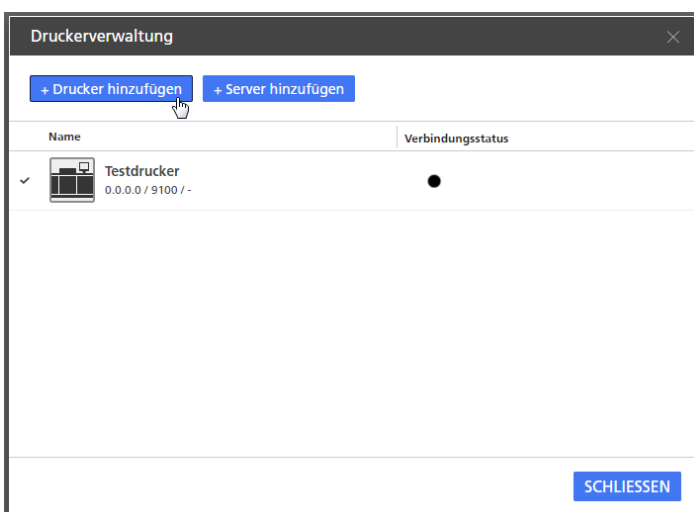 Druckerverwaltung
+ Drucker hinzufügen + Server hinzufügen
Name Verbindungsstatus
Testdrucker
0.0.0.0 / 9100 / -
SCHLIESSEN